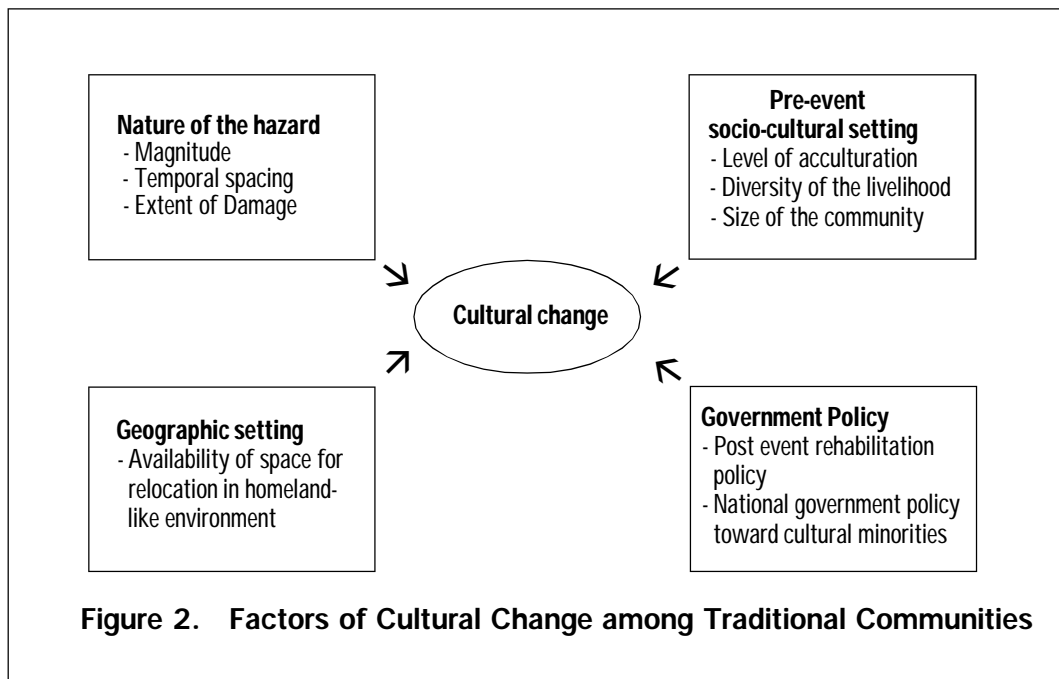 Nature of the hazard
- Magnitude
- Temporal spacing
- Extent of Damage
Pre-event
socio-cultural setting
- Level of acculturation
- Diversity of the livelihood
- Size of the community
Cultural change
Geographic setting
- Availability of space for
relocation in homeland-
like environment
Government Policy
- Post event rehabilitation
policy
- National government policy
toward cultural minorities
Figure 2. Factors of Cultural Change among Traditional Communities